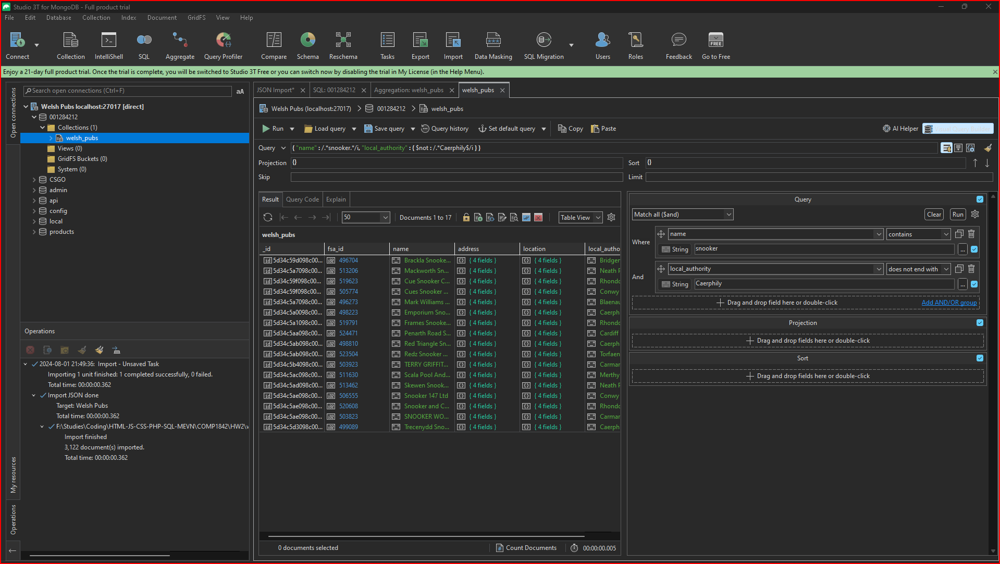 Studio 3T for MongoDB - Full product trial
File Edit Database Collection Index Document GridFS View Help
Connect Collection IntelliShell SQL Aggregate Query Profiler Compare Schema Reschema Tasks Export Import Data Masking SQL Migration Users Roles Feedback Go to Free
Enjoy a 21-day full product trial. Once the trial is complete, you will be switched to Studio 3T Free or you can switch now by disabling the trial in My License (in the Help Menu).
Open connections
My resources
Operations
Search open connections (Ctrl+F) aA
Welsh Pubs localhost:27017 [direct]
001284212
Collections (1)
welsh_pubs
Views (0)
GridFS Buckets (0)
System (0)
CSGO
admin
api
config
local
products
Operations
2024-08-01 21:49:36: Import - Unsaved Task
Importing 1 unit finished: 1 completed successfully, 0 failed.
Total time: 00:00:00.362
Import JSON done
Target: Welsh Pubs
Total time: 00:00:00.362
F:\Studies\Coding\HTML-JS-CSS-PHP-SQL-MEVN\COMP1842\HW2\
Import finished
3,122 document(s) imported.
Total time: 00:00:00.362
JSON Import* SQL: 001284212 Aggregation: welsh_pubs welsh_pubs
Welsh Pubs (localhost:27017) 001284212 welsh_pubs
Run Load query Save query Query history Set default query Copy Paste AI Helper Visual Query Builder
Query { "name" : /.*snooker.*/i, "local_authority" : { $not : /.*Caerphily$/i } }
Projection {} Sort {}
Skip Limit
Result Query Code Explain
50 Documents 1 to 17 Table View
welsh_pubs
_id fsa_id name address location local_autho
5d34c59d098c00... 496704 Brackla Snooke... { 4 fields } { 4 fields } Bridgen
5d34c5a7098c00... 513206 Mackworth Sn... { 4 fields } { 4 fields } Neath P
5d34c59f098c00... 519623 Cue Snooker C... { 4 fields } { 4 fields } Rhondo
5d34c59f098c00... 505774 Cues Snooker ... { 4 fields } { 4 fields } Conwy
5d34c5a7098c00... 496273 Mark Williams ... { 4 fields } { 4 fields } Blaenau
5d34c5a0098c00... 498223 Emporium Sno... { 4 fields } { 4 fields } Caerph
5d34c5a1098c00... 519791 Frames Snooke... { 4 fields } { 4 fields } Rhondo
5d34c5aa098c00... 524471 Penarth Road S... { 4 fields } { 4 fields } Cardiff
5d34c5ab098c00... 498810 Red Triangle Sn... { 4 fields } { 4 fields } Caerph
5d34c5ab098c00... 523504 Redz Snooker ... { 4 fields } { 4 fields } Torfaen
5d34c5b4098c00... 503923 TERRY GRIFFIT... { 4 fields } { 4 fields } Carmar
5d34c5ac098c00... 511630 Scala Pool And... { 4 fields } { 4 fields } Merthy
5d34c5ad098c00... 513462 Skewen Snook... { 4 fields } { 4 fields } Neath P
5d34c5ae098c00... 506555 Snooker 147 Ltd { 4 fields } { 4 fields } Conwy
5d34c5ae098c00... 520608 Snooker and C... { 4 fields } { 4 fields } Rhondo
5d34c5ae098c00... 503823 SNOOKER WO... { 4 fields } { 4 fields } Carmar
5d34c5d3098c00... 499089 Trecenydd Sno... { 4 fields } { 4 fields } Caerph
0 documents selected Count Documents 00:00:00.005
Query
Match all ($and) Clear Run
Where name contains
String snooker ...
And local_authority does not end with
String Caerphily ...
Drag and drop field here or double-click Add AND/OR group
Projection
Drag and drop fields here or double-click
Sort
Drag and drop fields here or double-click